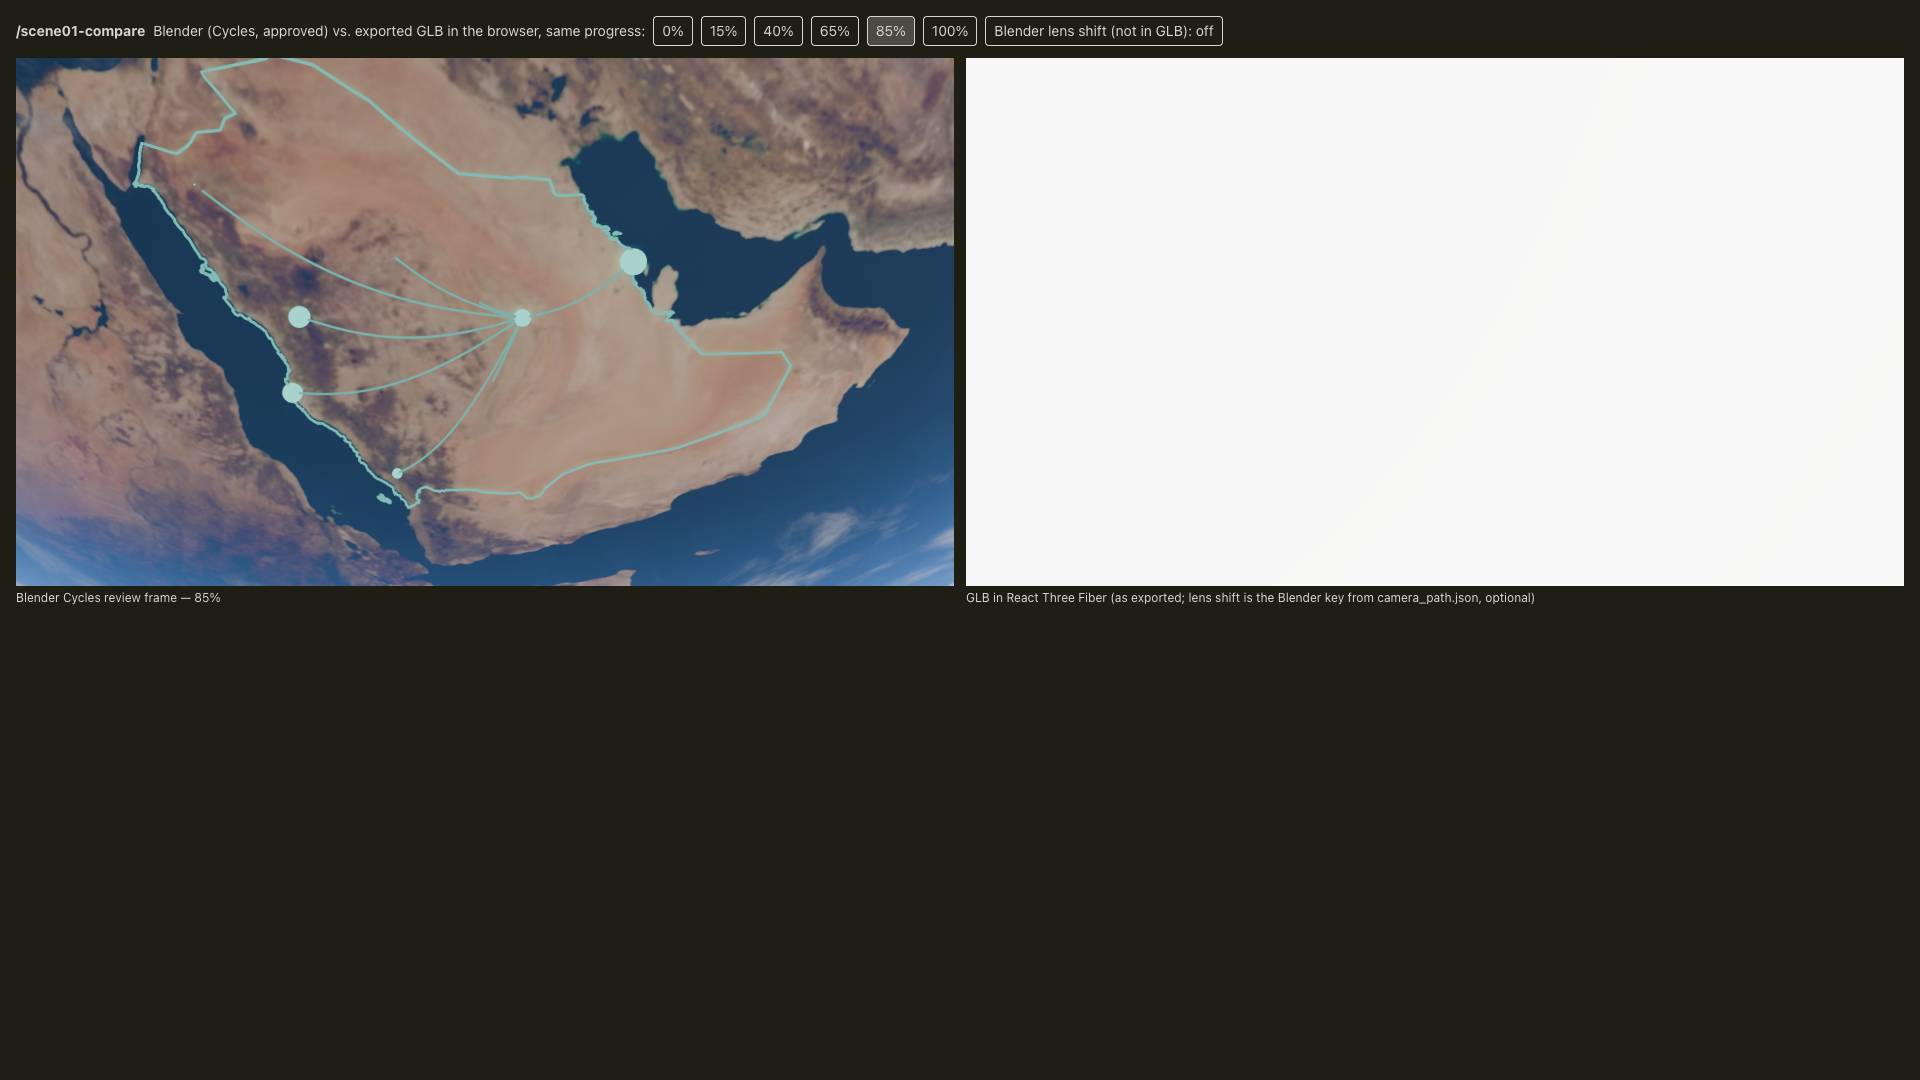 /scene01-compare Blender (Cycles, approved) vs. exported GLB in the browser, same progress: 0% 15% 40% 65% 85% 100% Blender lens shift (not in GLB): off
Blender Cycles review frame — 85%
GLB in React Three Fiber (as exported; lens shift is the Blender key from camera_path.json, optional)